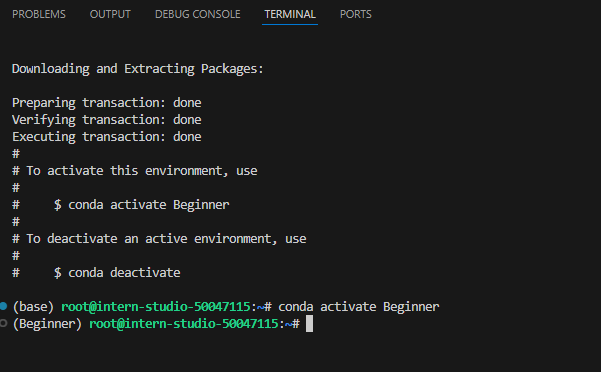 PROBLEMS OUTPUT DEBUG CONSOLE TERMINAL PORTS
Downloading and Extracting Packages:
Preparing transaction: done
Verifying transaction: done
Executing transaction: done
#
# To activate this environment, use
#
#     $ conda activate Beginner
#
# To deactivate an active environment, use
#
#     $ conda deactivate
(base) root@intern-studio-50047115:~# conda activate Beginner
(Beginner) root@intern-studio-50047115:~#